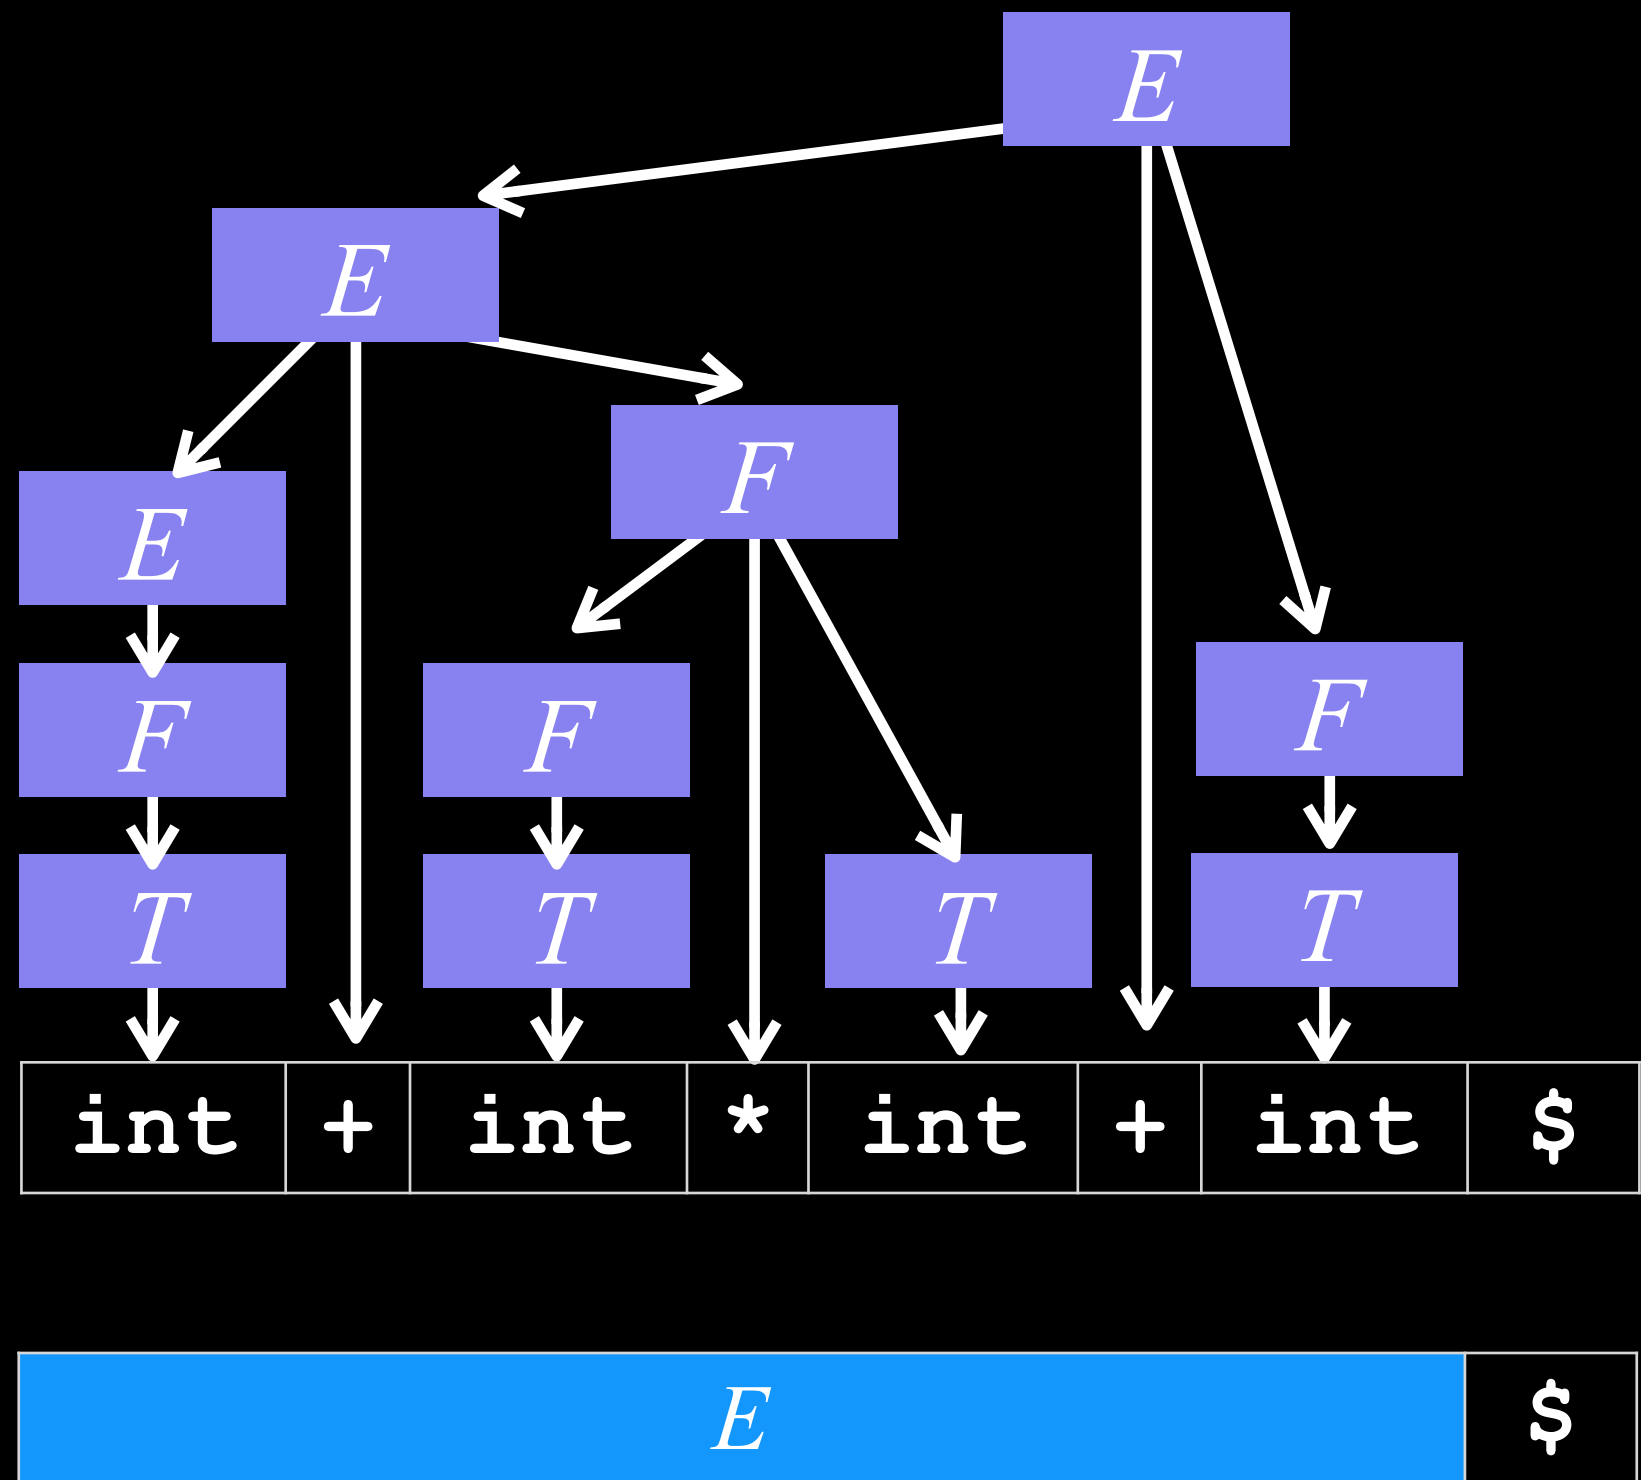 E
E
F
E
F F F
T T T T
int + int * int + int $
E $